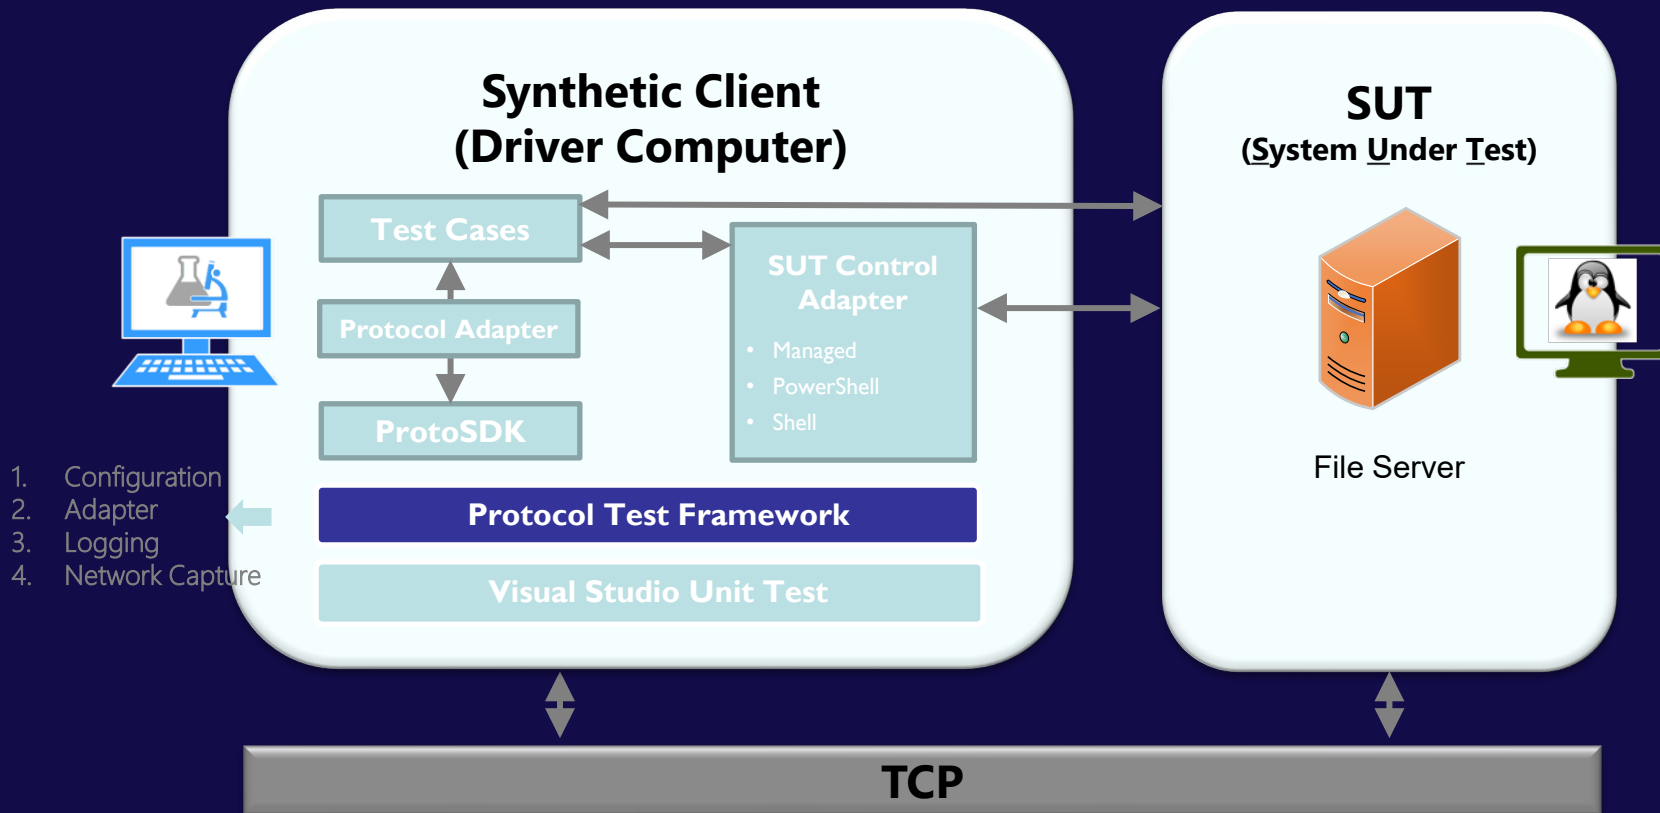 Synthetic Client
(Driver Computer)
Test Cases
Protocol Adapter
ProtoSDK
SUT Control
Adapter
• Managed
• PowerShell
• Shell
Protocol Test Framework
Visual Studio Unit Test
1. Configuration
2. Adapter
3. Logging
4. Network Capture
SUT
(System Under Test)
File Server
TCP